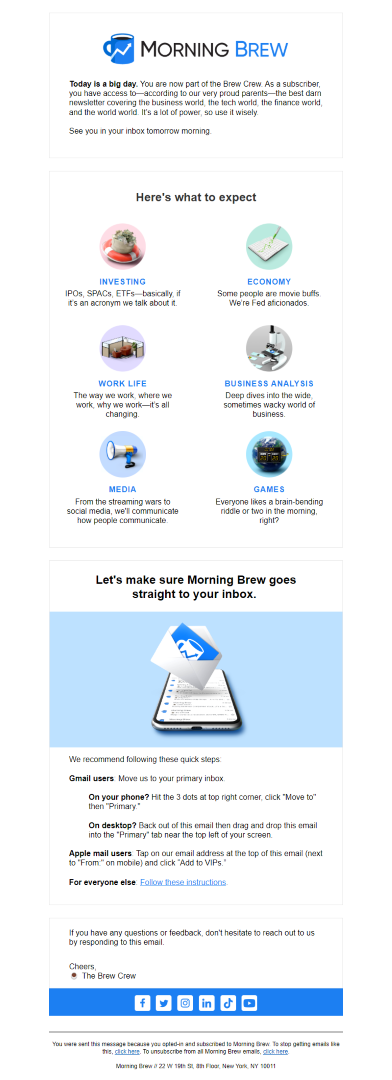 MORNING BREW
Today is a big day. You are now part of the Brew Crew. As a subscriber,
you have access to—according to our very proud parents—the best darn
newsletter covering the business world, the tech world, the finance world,
and the world world. It's a lot of power, so use it wisely.
See you in your inbox tomorrow morning.
Here's what to expect
INVESTING
IPOs, SPACs, ETFs—basically, if
it's an acronym we talk about it.
ECONOMY
Some people are movie buffs.
We're Fed aficionados.
WORK LIFE
The way we work, where we
work, why we work—it's all
changing.
BUSINESS ANALYSIS
Deep dives into the wide,
sometimes wacky world of
business.
MEDIA
From the streaming wars to
social media, we'll communicate
how people communicate.
GAMES
Everyone likes a brain-bending
riddle or two in the morning,
right?
Let's make sure Morning Brew goes
straight to your inbox.
We recommend following these quick steps:
Gmail users: Move us to your primary inbox.
On your phone? Hit the 3 dots at top right corner, click "Move to"
then "Primary."
On desktop? Back out of this email then drag and drop this email
into the "Primary" tab near the top left of your screen.
Apple mail users: Tap on our email address at the top of this email (next
to "From:" on mobile) and click "Add to VIPs."
For everyone else: Follow these instructions
If you have any questions or feedback, don't hesitate to reach out to us
by responding to this email.
Cheers,
The Brew Crew
You were sent this message because you opted-in and subscribed to Morning Brew. To stop getting emails like
this, click here. To unsubscribe from all Morning Brew emails, click here.
Morning Brew // 22 W 19th St, 8th Floor, New York, NY 10011